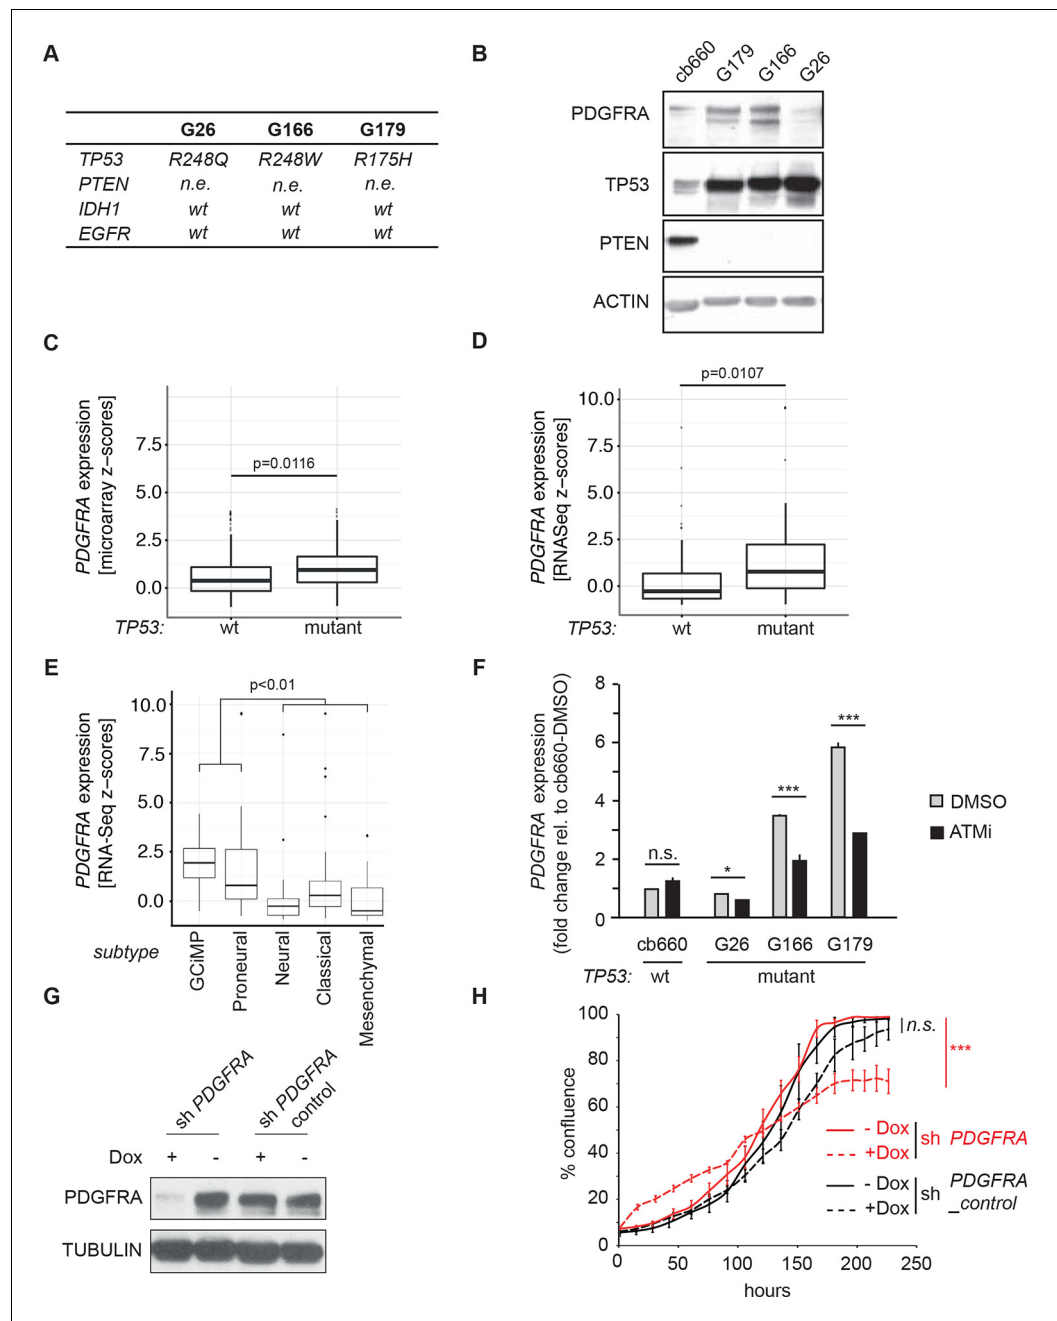 A
G26 G166 G179
TP53 R248Q R248W R175H
PTEN n.e. n.e. n.e.
IDH1 wt wt wt
EGFR wt wt wt
B
cb660 G179 G166 G26
PDGFRA
TP53
PTEN
ACTIN
C
PDGFRA expression
[microarray z–scores]
7.5
5.0
2.5
0.0
p=0.0116
TP53: wt mutant
D
PDGFRA expression
[RNASeq z–scores]
10.0
7.5
5.0
2.5
0.0
p=0.0107
TP53: wt mutant
E
PDGFRA expression
[RNA-Seq z–scores]
10.0
7.5
5.0
2.5
0.0
p<0.01
subtype
GCiMP
Proneural
Neural
Classical
Mesenchymal
F
PDGFRA expression
(fold change rel. to cb660-DMSO)
8
6
4
2
0
n.s.
*
***
***
DMSO
ATMi
cb660 G26 G166 G179
TP53: wt mutant
G
sh PDGFRA
sh PDGFRA
control
Dox + - + -
PDGFRA
TUBULIN
H
% confluence
100
80
60
40
20
0
0 50 100 150 200 250
hours
n.s.
***
- Dox
+Dox
sh PDGFRA
- Dox
+Dox
sh PDGFRA
_control